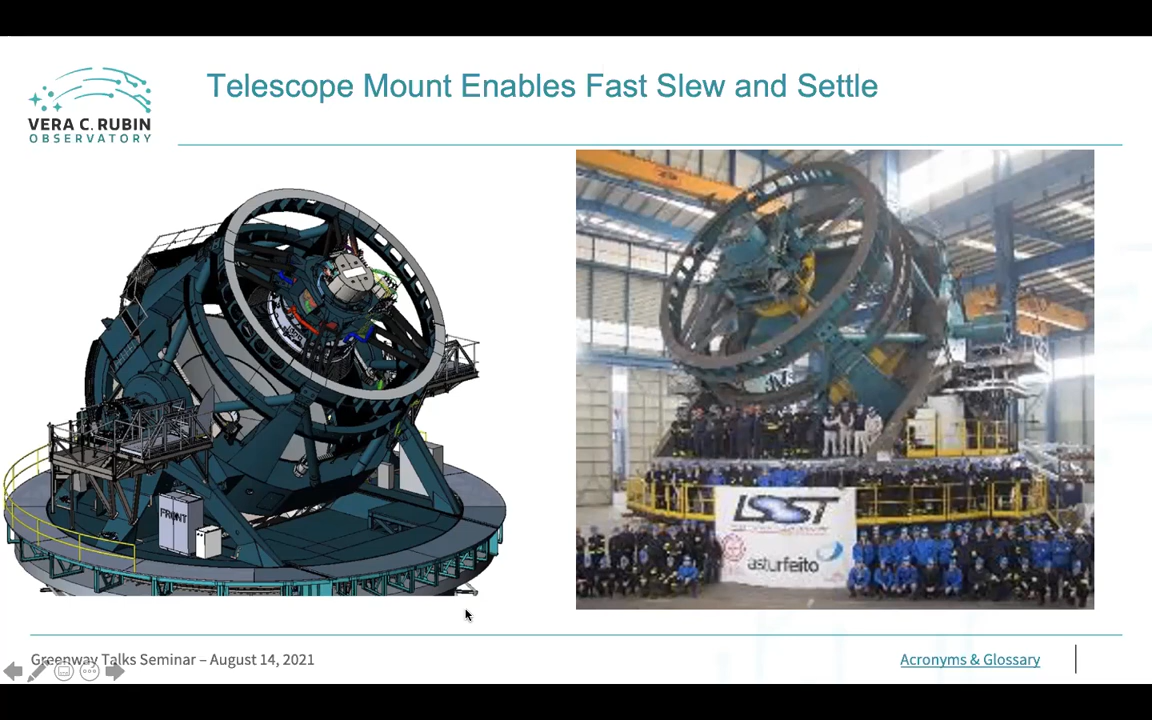 Telescope Mount Enables Fast Slew and Settle
VERA C. RUBIN
OBSERVATORY
FRONT
LSST
asturfeito
Greenway Talks Seminar – August 14, 2021
Acronyms & Glossary